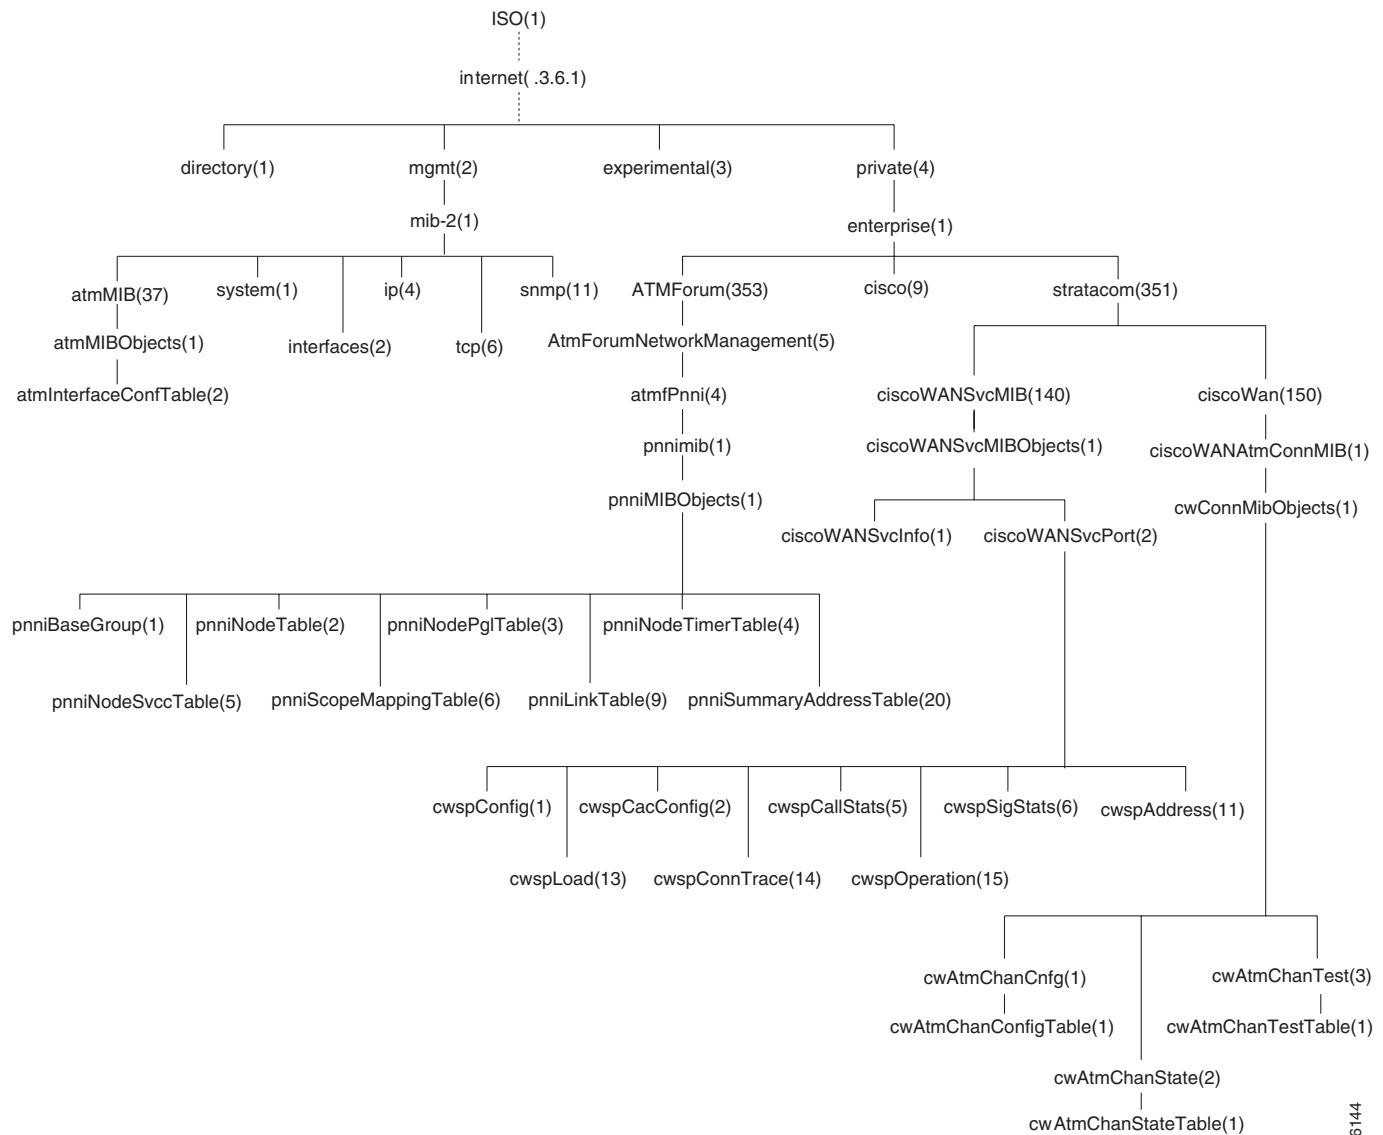 ISO(1)
internet( .3.6.1)
directory(1) mgmt(2) experimental(3) private(4)
mib-2(1) enterprise(1)
atmMIB(37) system(1) ip(4) snmp(11) ATMForum(353) cisco(9) stratacom(351)
atmMIBObjects(1) interfaces(2) tcp(6) AtmForumNetworkManagement(5)
atmInterfaceConfTable(2) atmfPnni(4) ciscoWANSvcMIB(140) ciscoWan(150)
pnnimib(1) ciscoWANSvcMIBObjects(1) ciscoWANAtmConnMIB(1)
pnniMIBObjects(1) cwConnMibObjects(1)
ciscoWANSvcInfo(1) ciscoWANSvcPort(2)
pnniBaseGroup(1) pnniNodeTable(2) pnniNodePglTable(3) pnniNodeTimerTable(4)
pnniNodeSvccTable(5) pnniScopeMappingTable(6) pnniLinkTable(9) pnniSummaryAddressTable(20)
cwspConfig(1) cwspCacConfig(2) cwspCallStats(5) cwspSigStats(6) cwspAddress(11)
cwspLoad(13) cwspConnTrace(14) cwspOperation(15)
cwAtmChanCnfg(1) cwAtmChanTest(3)
cwAtmChanConfigTable(1) cwAtmChanTestTable(1)
cwAtmChanState(2)
cwAtmChanStateTable(1)
6144